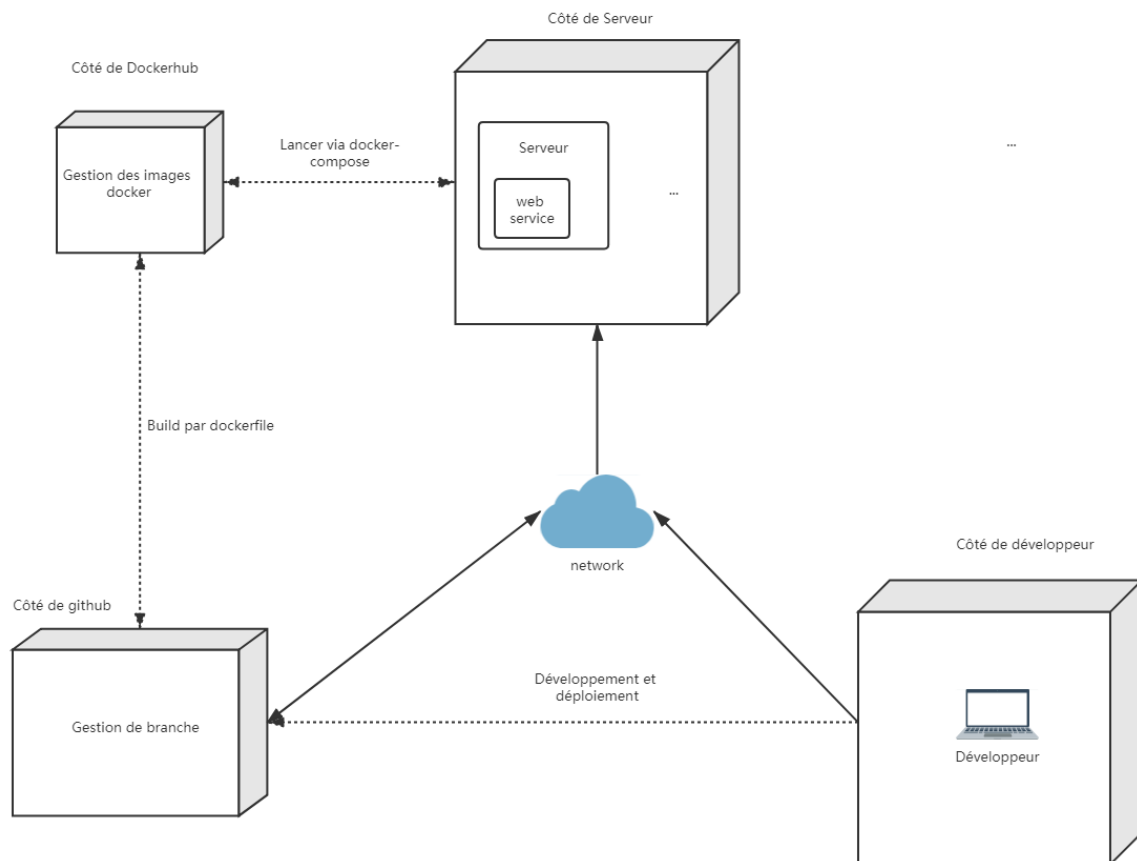 Côté de Serveur
Côté de Dockerhub
Lancer via docker-
compose
Serveur
...
...
Gestion des images
docker
web
service
Build par dockerfile
network
Côté de développeur
Côté de github
Développement et
déploiement
Gestion de branche
Développeur